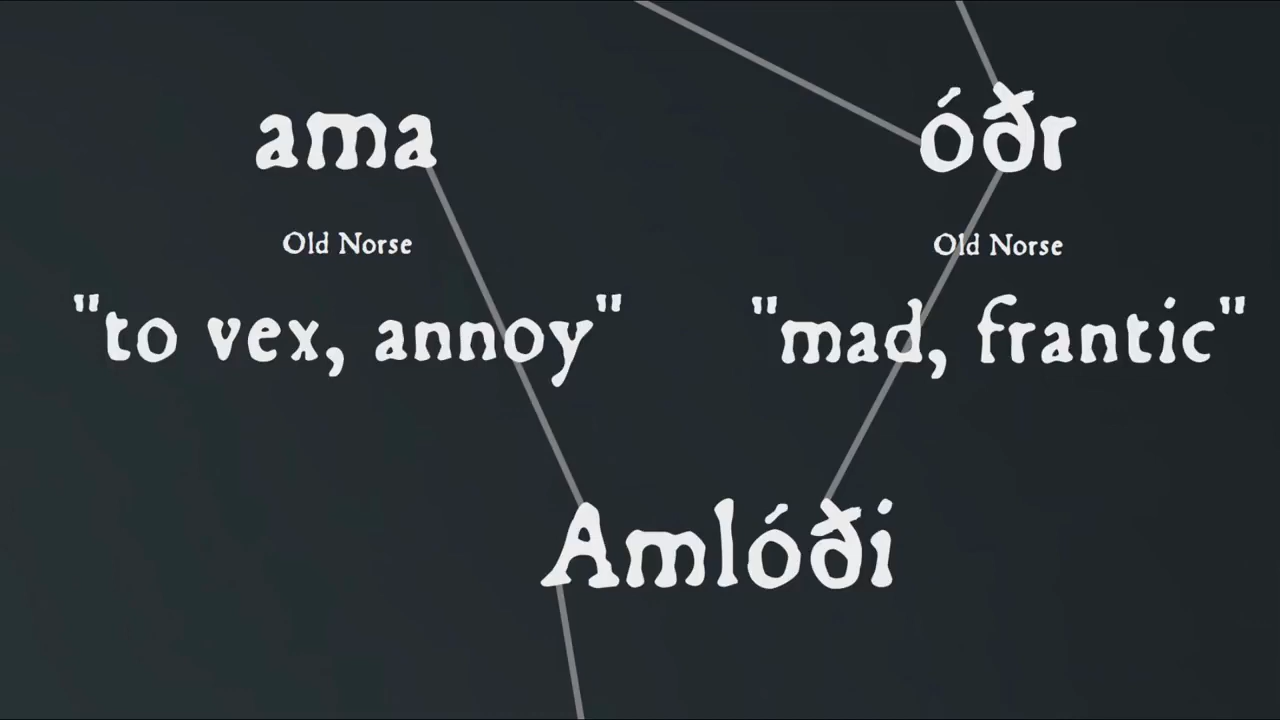 ama
óðr
Old Norse
Old Norse
"to vex, annoy"
"mad, frantic"
Amlóði